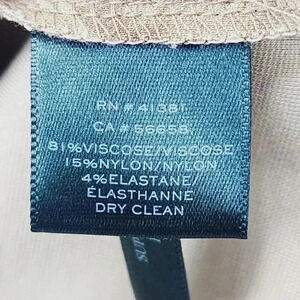 RN # 41381
CA # 56658
81%VISCOSE/VISCOSE
15%NYLON/NYLON
4%ELASTANE/
ÉLASTHANNE
DRY CLEAN